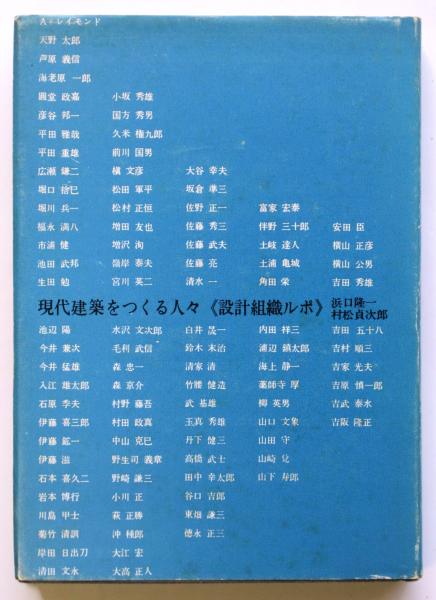 A・レイモンド
天野 太郎
芦原 義信
海老原 一郎
圓堂 政嘉 小坂 秀雄
彦谷 邦一 国方 秀男
平田 雅哉 久米 権九郎
平田 重雄 前川 国男
広瀬 鎌二 槇 文彦 大谷 幸夫
堀口 捨己 松田 軍平 坂倉 準三
堀川 兵一 松村 正恒 佐野 正一 富家 宏泰
福永 満八 増田 友也 佐藤 秀三 伴野 三十郎 安田 臣
市浦 健 増沢 洵 佐藤 武夫 土岐 達人 横山 正彦
池田 武邦 嶺岸 泰夫 佐藤 亮 土浦 亀城 横山 公男
生田 勉 宮川 英二 清水 一 角田 栄 吉田 秀雄
現代建築をつくる人々《設計組織ルポ》 浜口隆一
村松貞次郎
池辺 陽 水沢 文次郎 白井 晟一 内田 祥三 吉田 五十八
今井 兼次 毛利 武信 鈴木 末治 浦辺 鎮太郎 吉村 順三
今井 猛雄 森 忠一 清家 清 海上 静一 吉家 光夫
入江 雄太郎 森 京介 竹腰 健造 薬師寺 厚 吉原 慎一郎
石原 季夫 村野 藤吾 武 基雄 柳 英男 吉武 泰水
伊藤 喜三郎 村田 政真 玉真 秀雄 山口 文象 吉阪 隆正
伊藤 鉱一 中山 克巳 丹下 健三 山田 守
伊藤 滋 野生司 義章 高橋 武士 山崎 兌
石本 喜久二 野崎 謙三 田中 幸太郎 山下 寿郎
岩本 博行 小川 正 谷口 吉郎
川島 甲士 萩 正勝 東畑 謙三
菊竹 清訓 沖 種郎 徳永 正三
岸田 日出刀 大江 宏
清田 文永 大高 正人